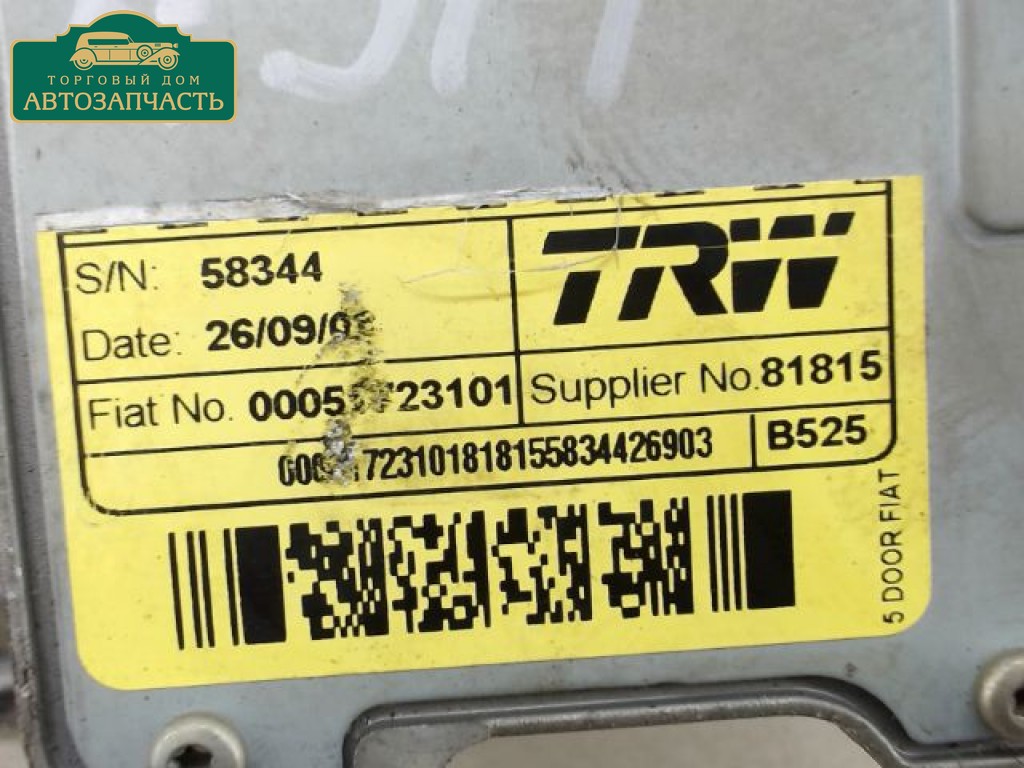 ТОРГОВЫЙ ДОМ
АВТОЗАПЧАСТЬ
S/N: 58344
TRW
Date: 26/09/
Fiat No.
Supplier No. 81815
B525
5 DOOR FIAT